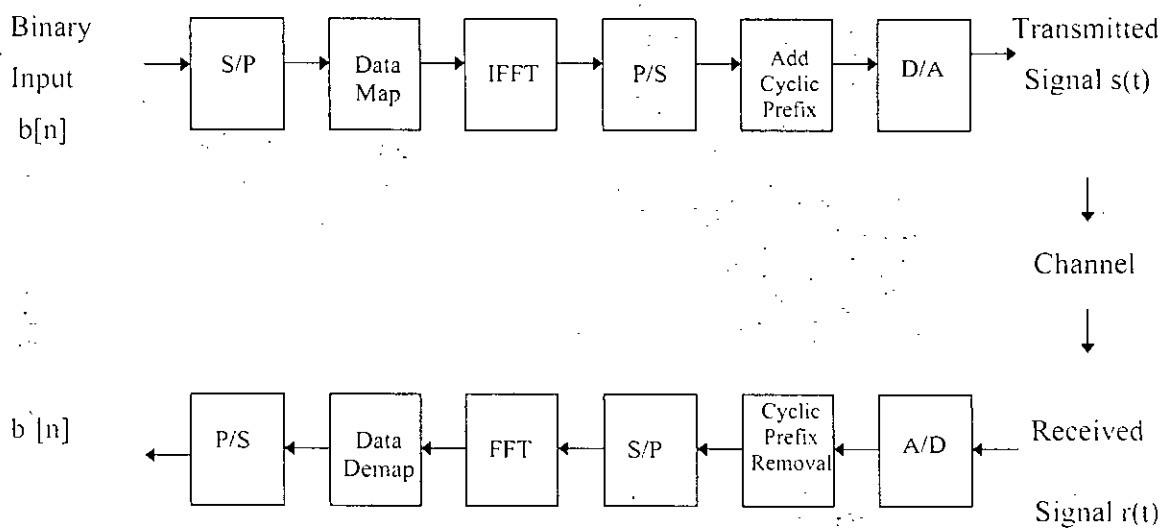 Binary
Input
b[n]
S/P
Data
Map
IFFT
P/S
Add
Cyclic
Prefix
D/A
Transmitted
Signal s(t)
Channel
b`[n]
P/S
Data
Demap
FFT
S/P
Cyclic
Prefix
Removal
A/D
Received
Signal r(t)